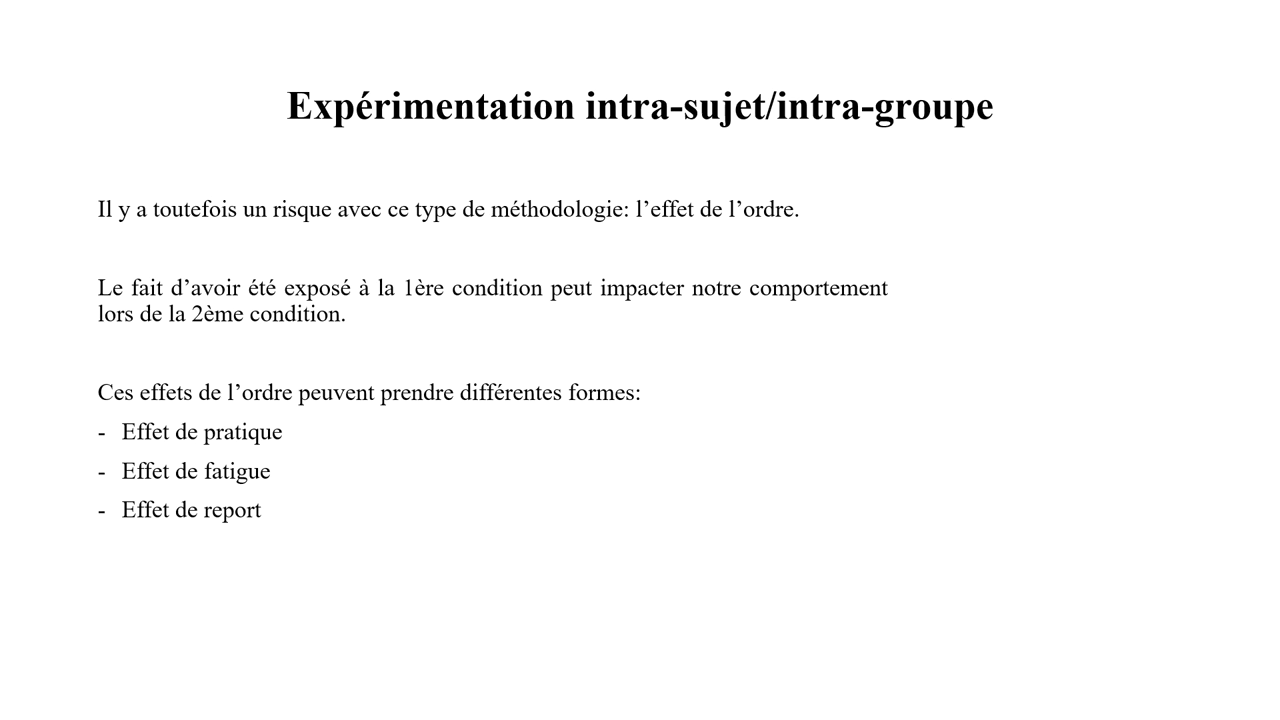 Expérimentation intra-sujet/intra-groupe
Il y a toutefois un risque avec ce type de méthodologie: l’effet de l’ordre.
Le fait d’avoir été exposé à la 1ère condition peut impacter notre comportement
lors de la 2ème condition.
Ces effets de l’ordre peuvent prendre différentes formes:
- Effet de pratique
- Effet de fatigue
- Effet de report